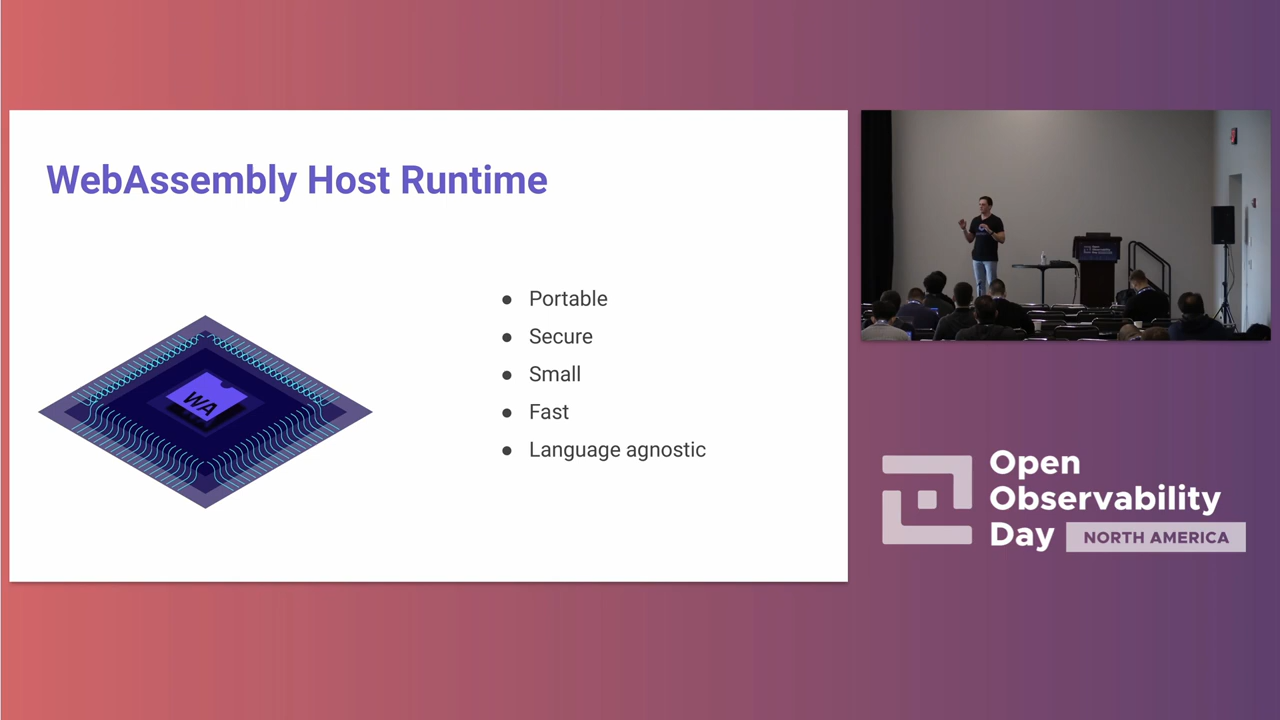 WebAssembly Host Runtime
● Portable
● Secure
● Small
● Fast
● Language agnostic
WA
Open
Observability
Day NORTH AMERICA